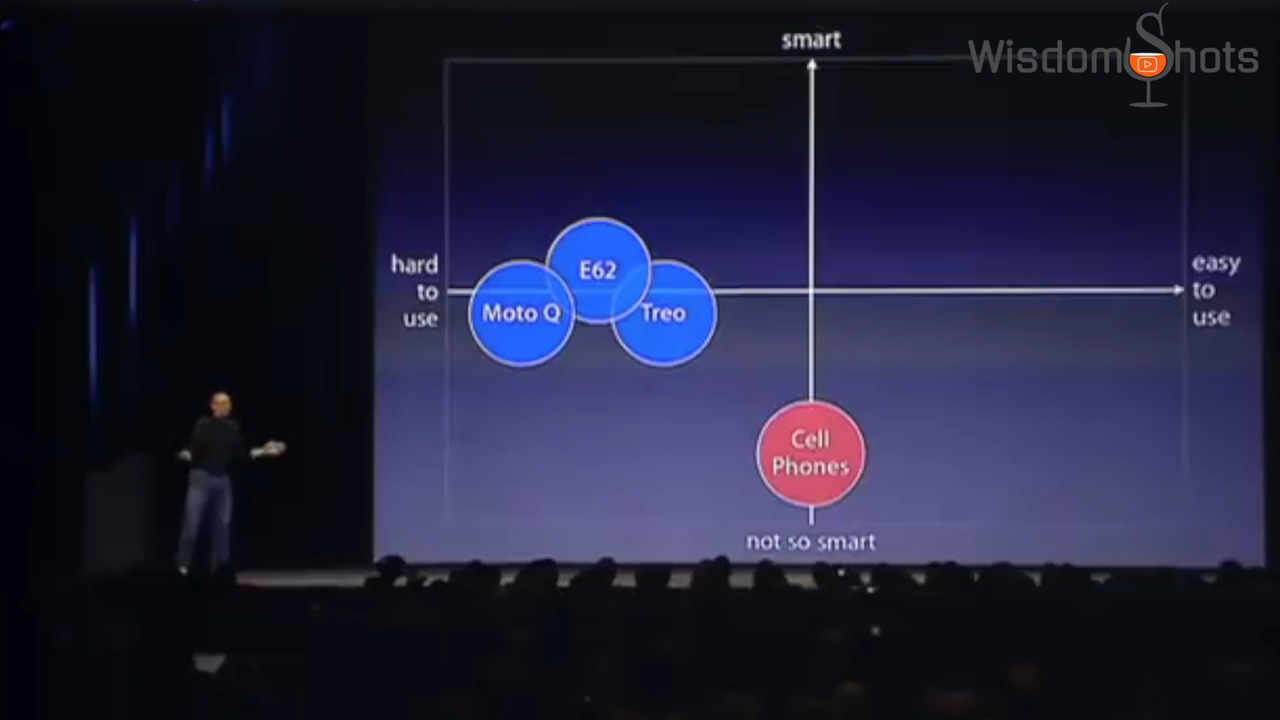 smart
WisdomShots
hard
to
use
E62
Moto Q
Treo
easy
to
use
Cell
Phones
not so smart